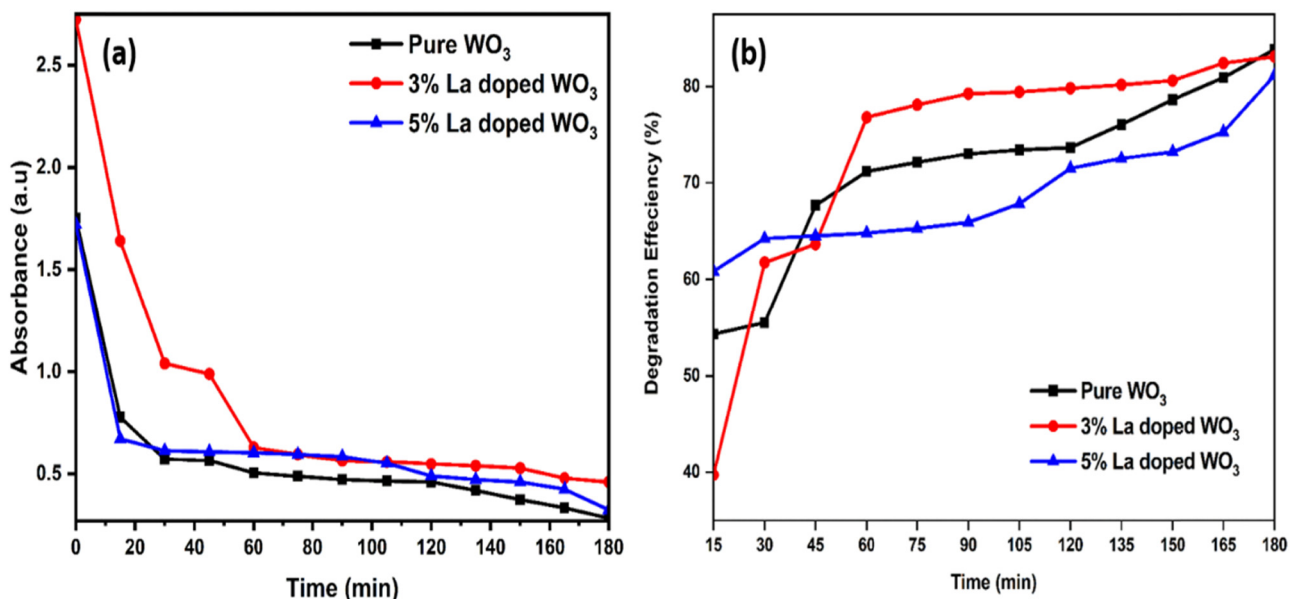 (a)
Pure WO₃
3% La doped WO₃
5% La doped WO₃
Absorbance (a.u)
2.5
2.0
1.5
1.0
0.5
0 20 40 60 80 100 120 140 160 180
Time (min)
(b)
Degradation Effeciency (%)
80
70
60
50
40
Pure WO₃
3% La doped WO₃
5% La doped WO₃
15 30 45 60 75 90 105 120 135 150 165 180
Time (min)